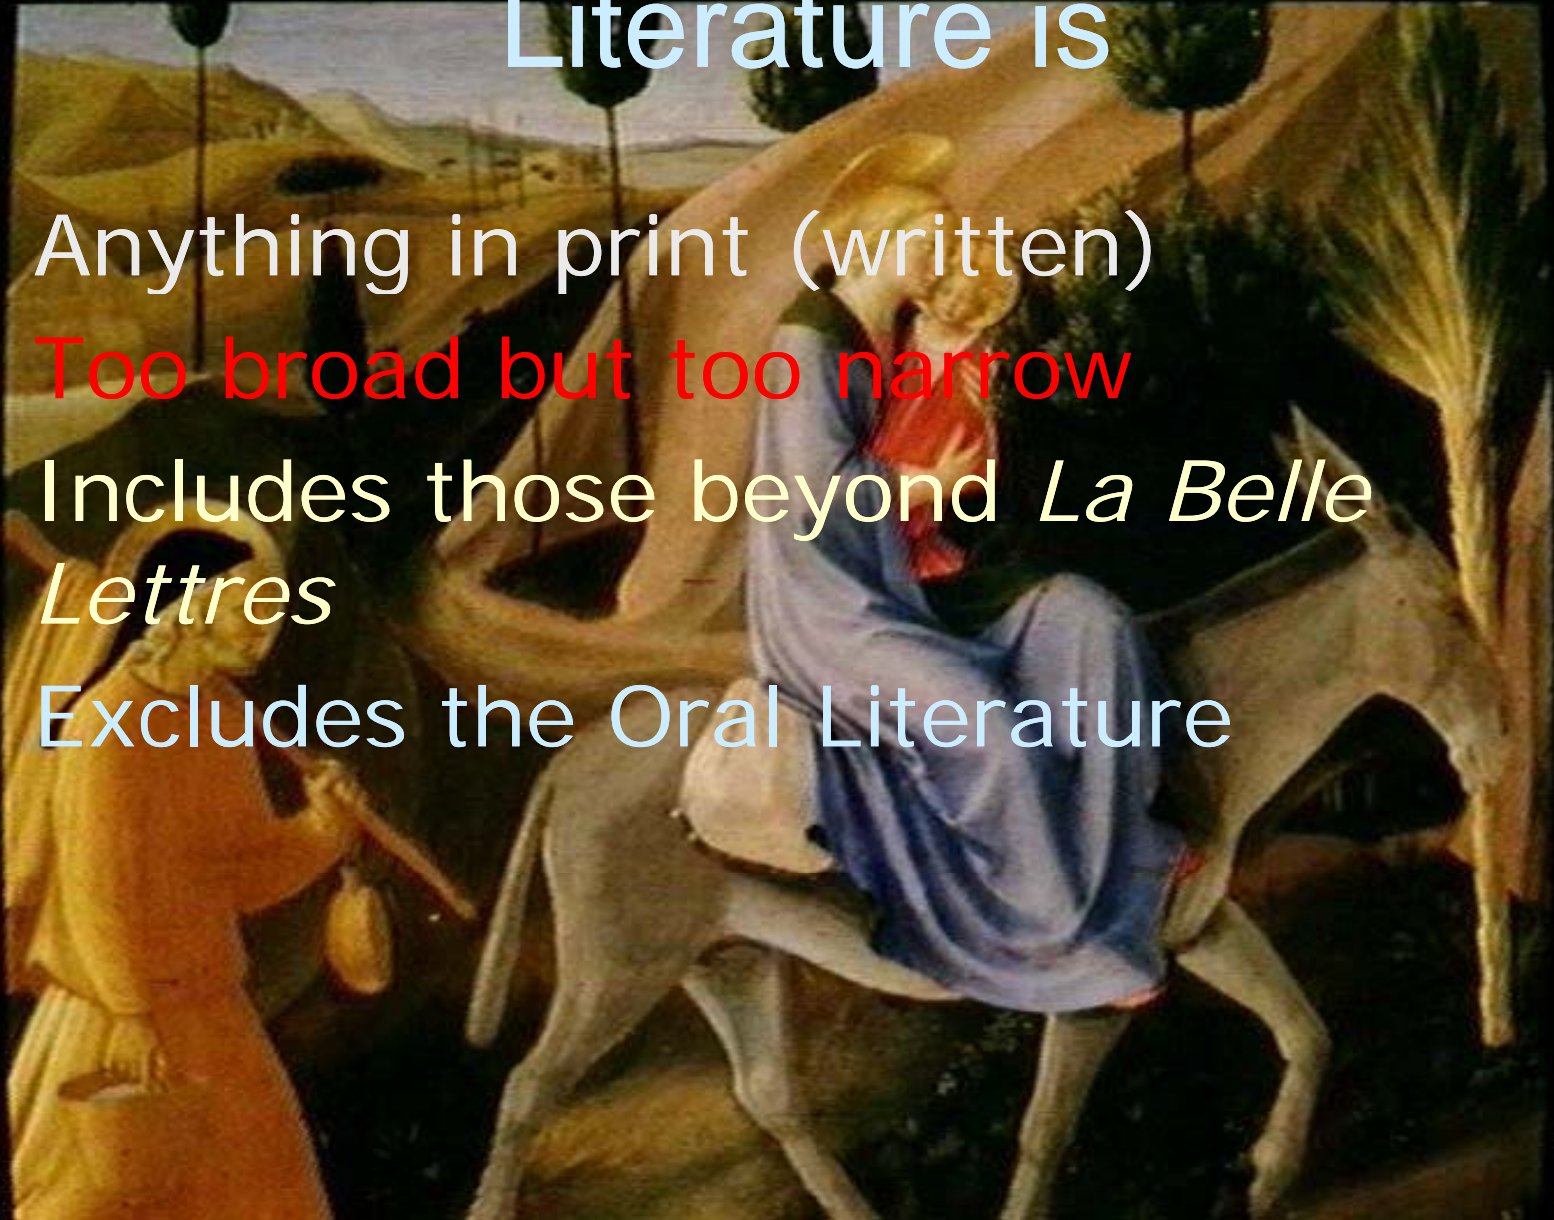 Literature is
Anything in print (written)
Too broad but too narrow
Includes those beyond La Belle
Lettres
Excludes the Oral Literature